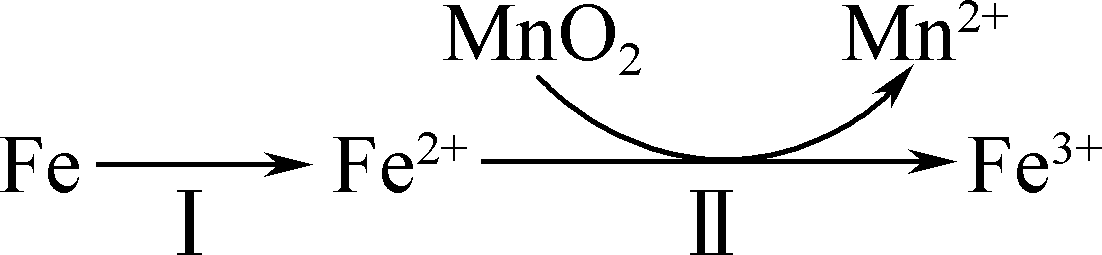 MnO₂ Mn²⁺
Fe Fe²⁺ Fe³⁺
Ⅰ Ⅱ